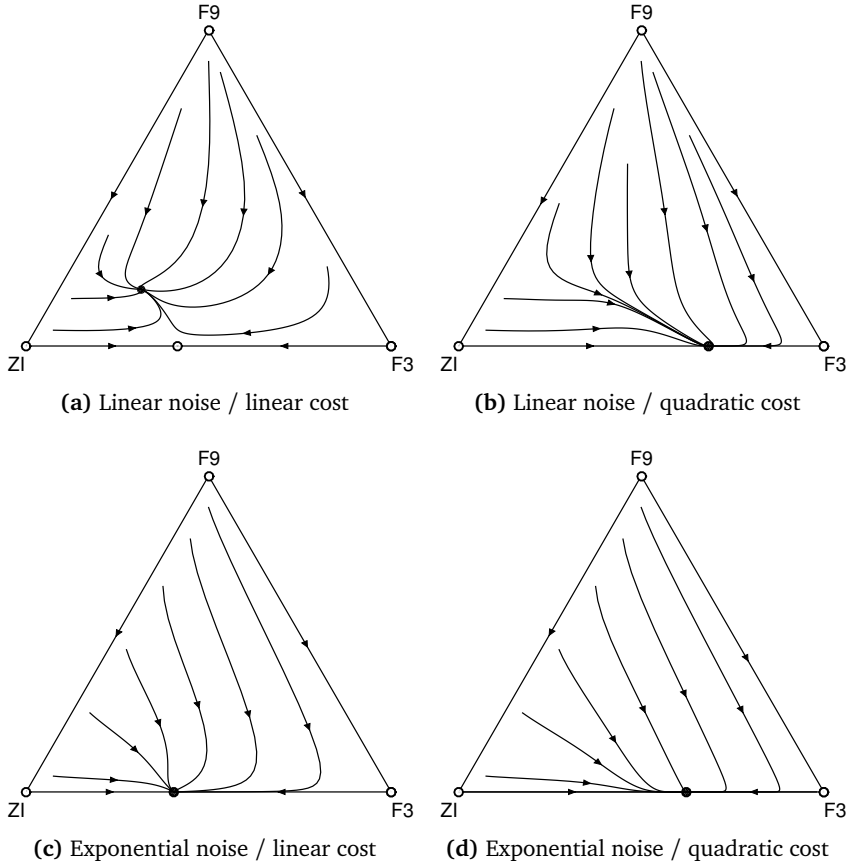 F9 F9
ZI F3 ZI F3
(a) Linear noise / linear cost (b) Linear noise / quadratic cost
F9 F9
ZI F3 ZI F3
(c) Exponential noise / linear cost (d) Exponential noise / quadratic cost